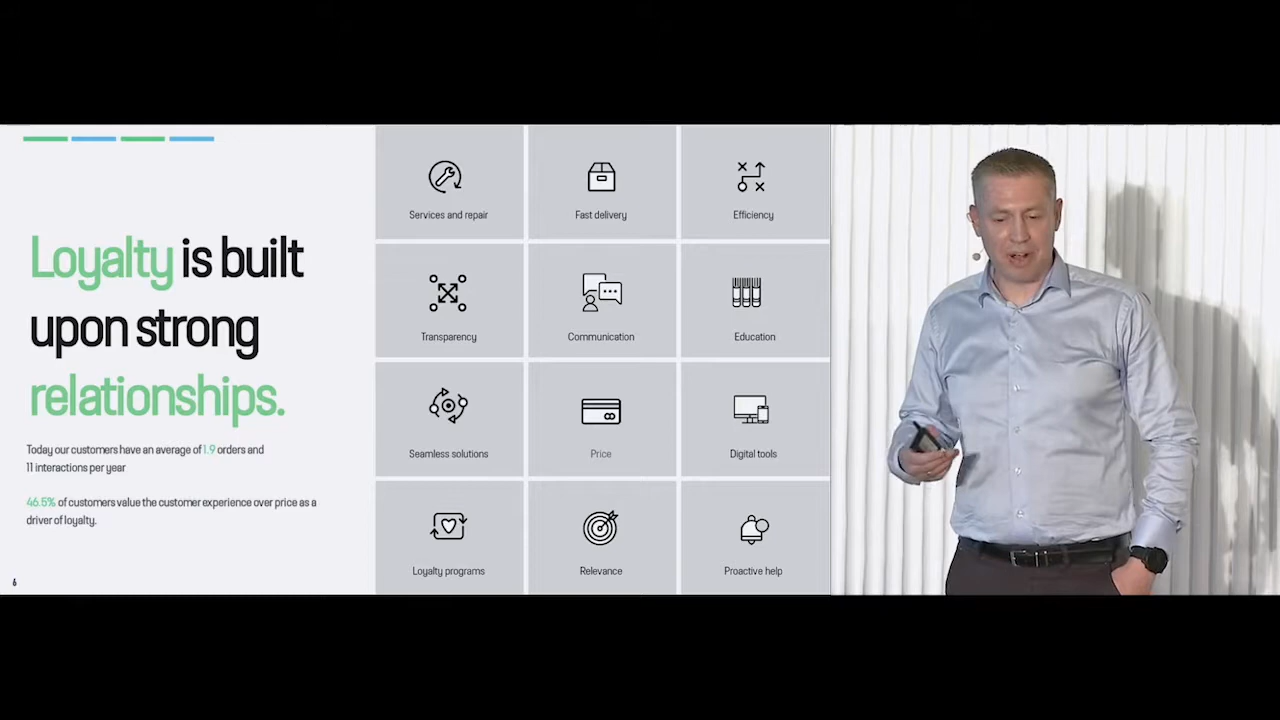 Loyalty is built
upon strong
relationships.
Today our customers have an average of 1.9 orders and
11 interactions per year
46.5% of customers value the customer experience over price as a
driver of loyalty.
6
Services and repair
Fast delivery
Efficiency
Transparency
Communication
Education
Seamless solutions
Price
Digital tools
Loyalty programs
Relevance
Proactive help